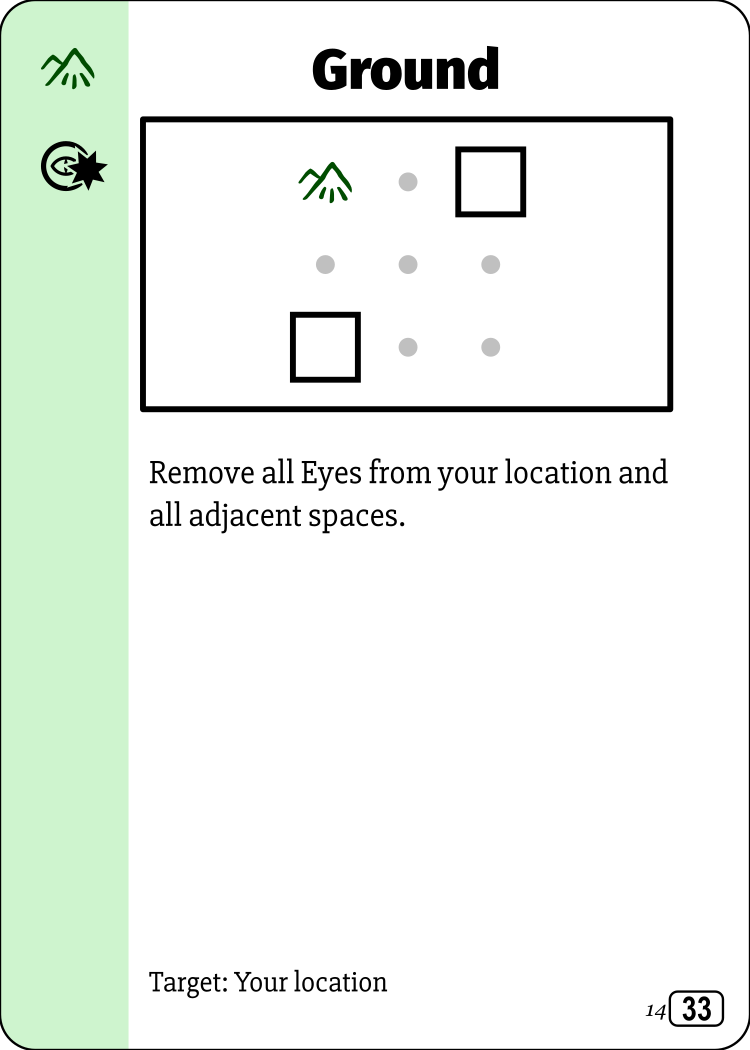 Ground
Remove all Eyes from your location and
all adjacent spaces.
Target: Your location
14 33